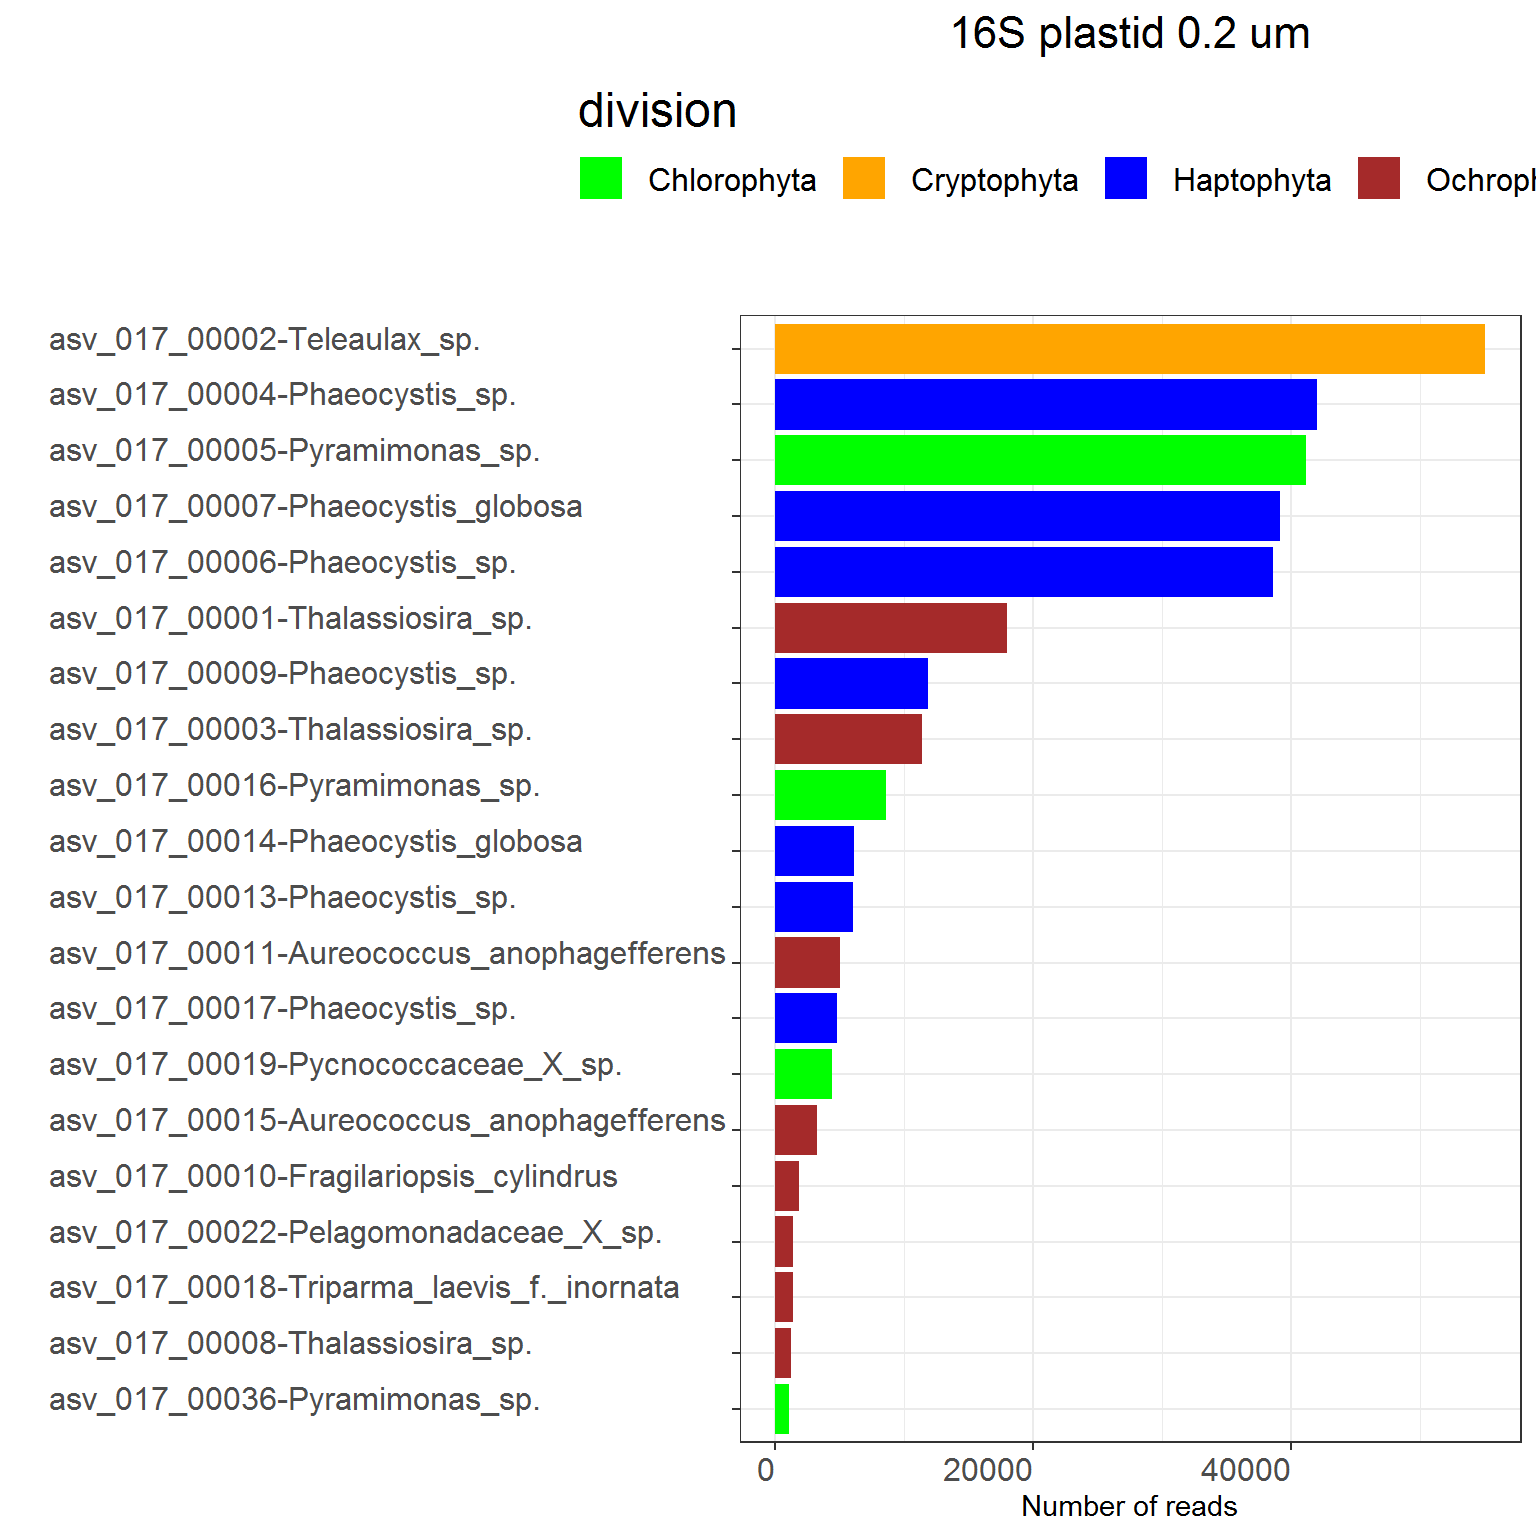 16S plastid 0.2 um
division
Chlorophyta Cryptophyta Haptophyta Ochroph
asv_017_00002-Teleaulax_sp.
asv_017_00004-Phaeocystis_sp.
asv_017_00005-Pyramimonas_sp.
asv_017_00007-Phaeocystis_globosa
asv_017_00006-Phaeocystis_sp.
asv_017_00001-Thalassiosira_sp.
asv_017_00009-Phaeocystis_sp.
asv_017_00003-Thalassiosira_sp.
asv_017_00016-Pyramimonas_sp.
asv_017_00014-Phaeocystis_globosa
asv_017_00013-Phaeocystis_sp.
asv_017_00011-Aureococcus_anophagefferens
asv_017_00017-Phaeocystis_sp.
asv_017_00019-Pycnococcaceae_X_sp.
asv_017_00015-Aureococcus_anophagefferens
asv_017_00010-Fragilariopsis_cylindrus
asv_017_00022-Pelagomonadaceae_X_sp.
asv_017_00018-Triparma_laevis_f._inornata
asv_017_00008-Thalassiosira_sp.
asv_017_00036-Pyramimonas_sp.
0 20000 40000
Number of reads